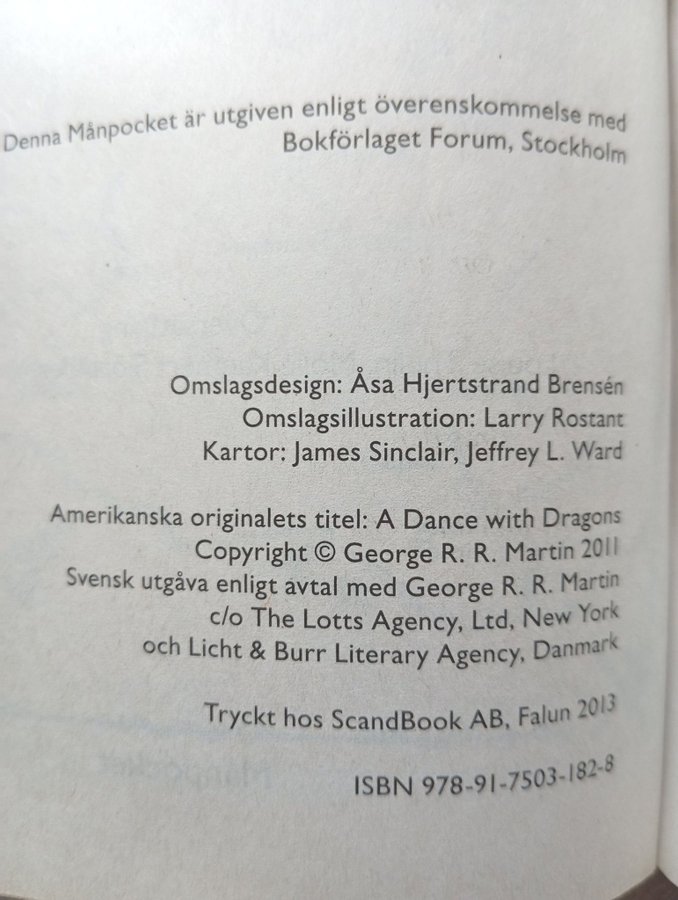 Denna Månpocket är utgiven enligt överenskommelse med
Bokförlaget Forum, Stockholm
Omslagsdesign: Åsa Hjertstrand Brensén
Omslagsillustration: Larry Rostant
Kartor: James Sinclair, Jeffrey L. Ward
Amerikanska originalets titel: A Dance with Dragons
Copyright © George R. R. Martin 2011
Svensk utgåva enligt avtal med George R. R. Martin
c/o The Lotts Agency, Ltd, New York
och Licht & Burr Literary Agency, Danmark
Tryckt hos ScandBook AB, Falun 2013
ISBN 978-91-7503-182-8